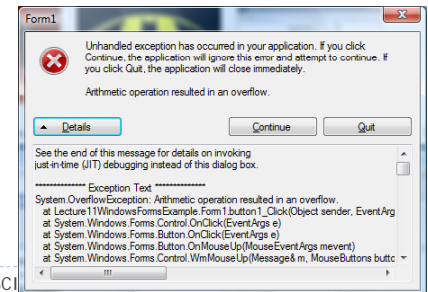 Form1
Unhandled exception has occurred in your application. If you click
Continue, the application will ignore this error and attempt to continue. If
you click Quit, the application will close immediately.
Arithmetic operation resulted in an overflow.
Details
Continue
Quit
See the end of this message for details on invoking
just-in-time (JIT) debugging instead of this dialog box.
************** Exception Text **************
System.OverflowException: Arithmetic operation resulted in an overflow.
at Lecture11WindowsFormsExample.Form1.button1_Click(Object sender, EventArg
at System.Windows.Forms.Control.OnClick(EventArgs e)
at System.Windows.Forms.Button.OnClick(EventArgs e)
at System.Windows.Forms.Button.OnMouseUp(MouseEventArgs mevent)
at System.Windows.Forms.Control.WmMouseUp(Message& m, MouseButtons buttc